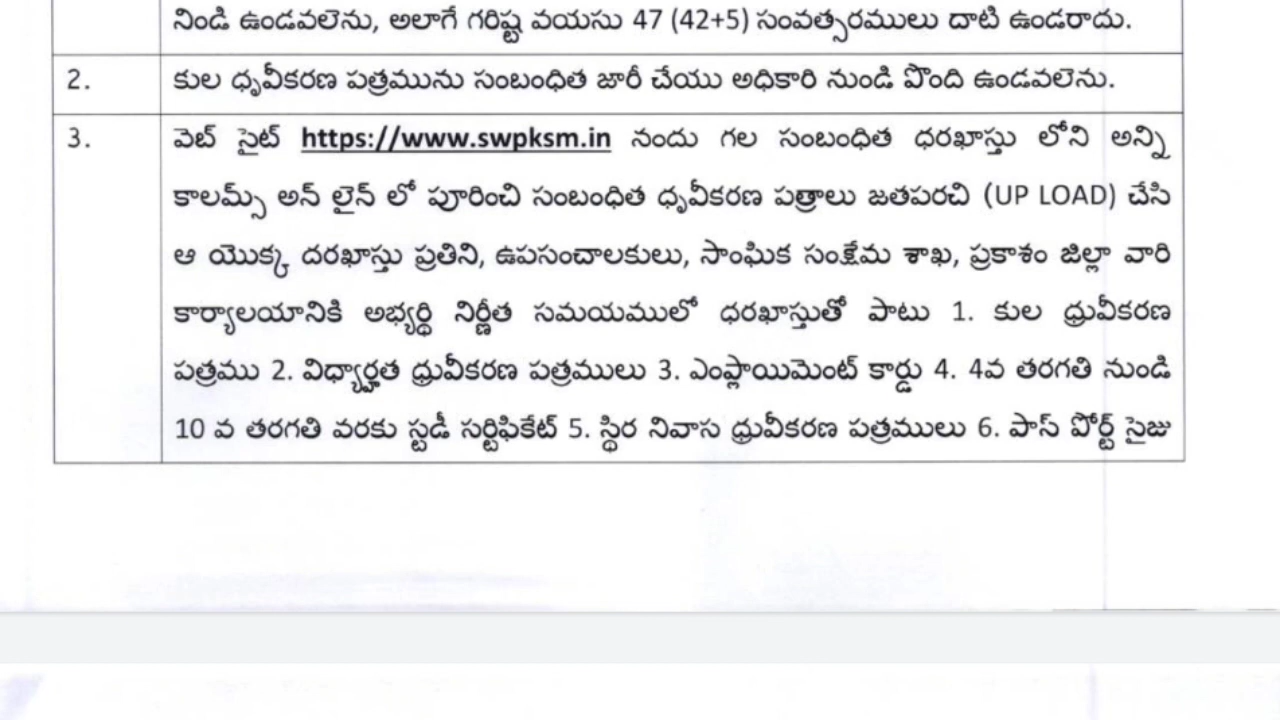 నిండి ఉండవలెను, అలాగే గరిష్ట వయసు 47 (42+5) సంవత్సరములు దాటి ఉండరాదు.
2. కుల ధృవీకరణ పత్రమును సంబంధిత జారీ చేయు అధికారి నుండి పొంది ఉండవలెను.
3. వెబ్ సైట్ https://www.swpksm.in నందు గల సంబంధిత ధరఖాస్తు లోని అన్ని
కాలమ్స్ అన్ లైన్ లో పూరించి సంబంధిత ధృవీకరణ పత్రాలు జతపరచి (UP LOAD) చేసి
ఆ యొక్క దరఖాస్తు ప్రతిని, ఉపసంచాలకులు, సాంఘిక సంక్షేమ శాఖ, ప్రకాశం జిల్లా వారి
కార్యాలయానికి అభ్యర్థి నిర్ణీత సమయములో ధరఖాస్తుతో పాటు 1. కుల ధ్రువీకరణ
పత్రము 2. విధ్యార్హత ధ్రువీకరణ పత్రములు 3. ఎంప్లాయిమెంట్ కార్డు 4. 4వ తరగతి నుండి
10 వ తరగతి వరకు స్టడీ సర్టిఫికేట్ 5. స్థిర నివాస ధ్రువీకరణ పత్రములు 6. పాస్ పోర్ట్ సైజు